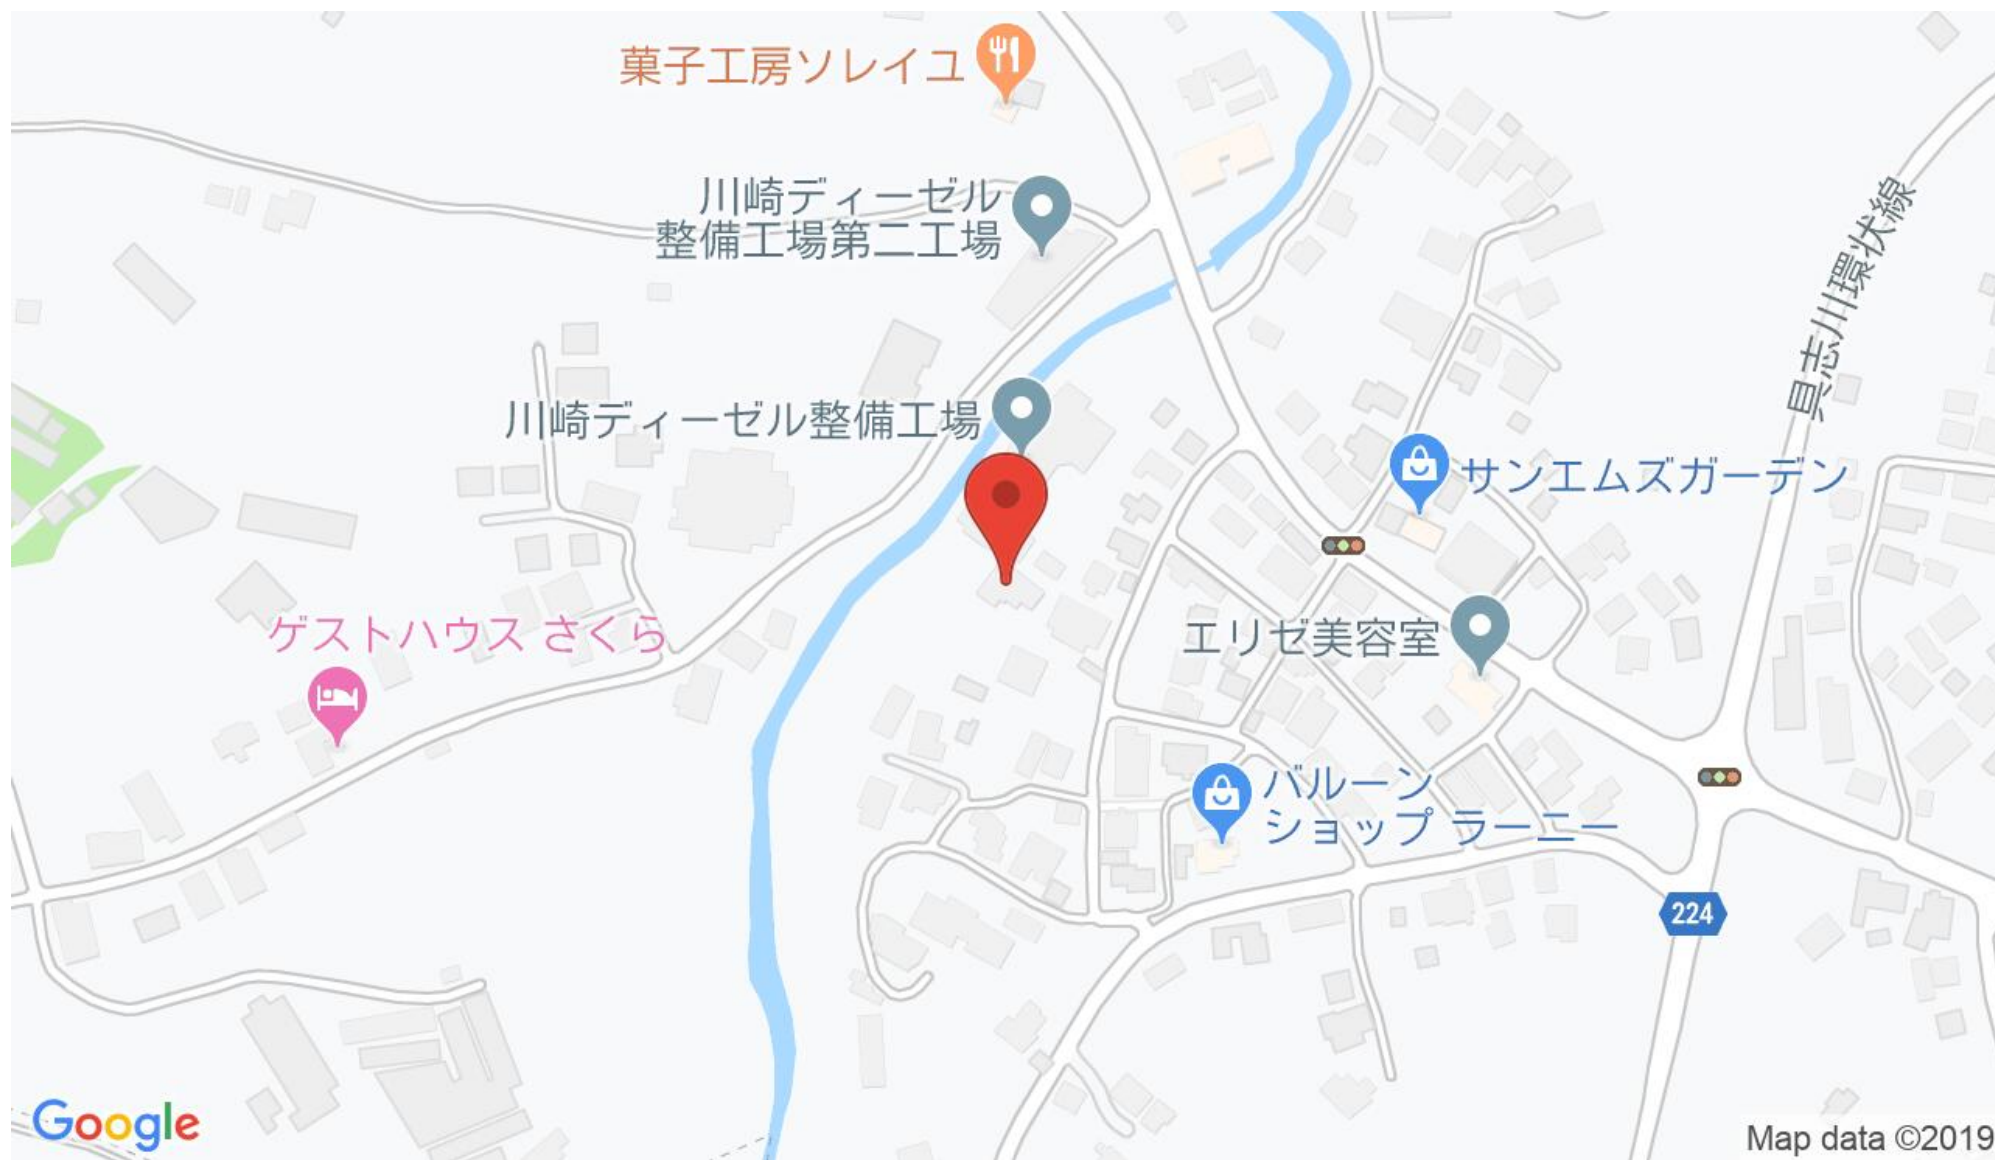 菓子工房ソレイユ
川崎ディーゼル
整備工場第二工場
具志川環状線
川崎ディーゼル整備工場
サンエムズガーデン
ゲストハウス さくら
エリゼ美容室
バルーン
ショップ ラーニー
224
Google
Map data ©2019